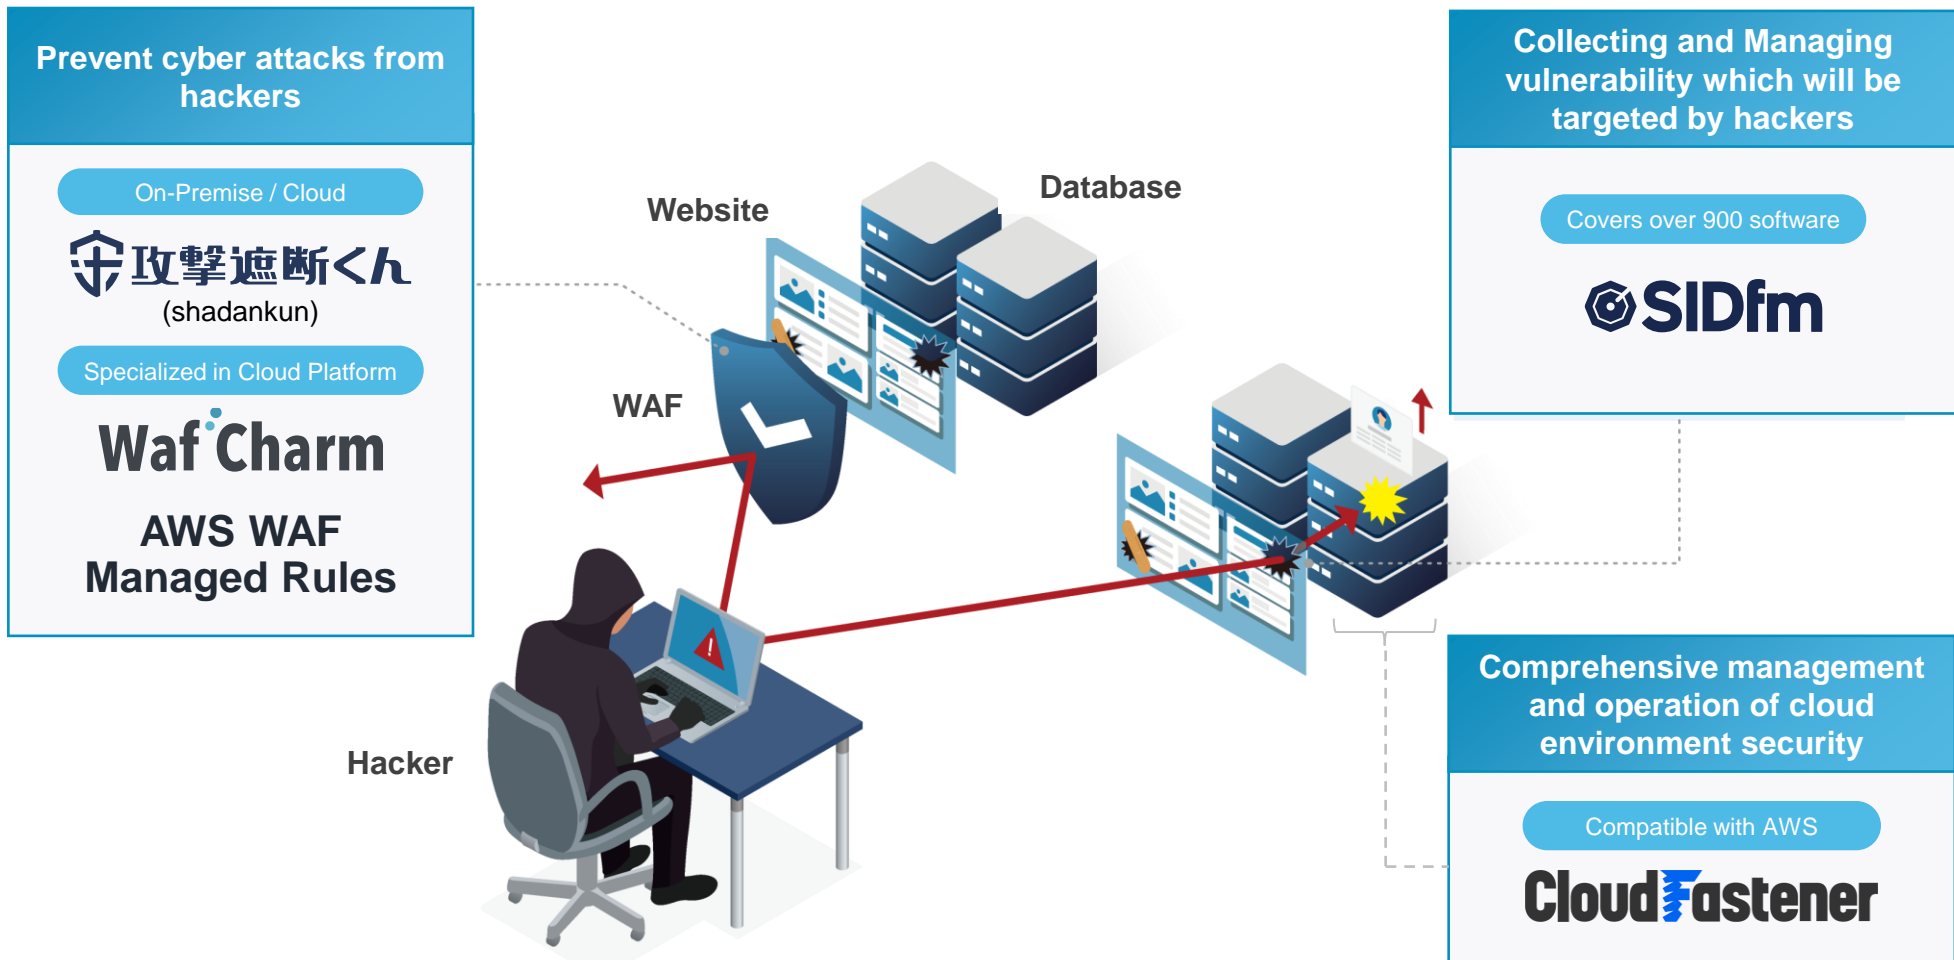 Prevent cyber attacks from
hackers
On-Premise / Cloud
攻撃遮断くん
(shadankun)
Specialized in Cloud Platform
WafCharm
AWS WAF
Managed Rules
Website
Database
WAF
Hacker
Collecting and Managing
vulnerability which will be
targeted by hackers
Covers over 900 software
SIDfm
Comprehensive management
and operation of cloud
environment security
Compatible with AWS
CloudFastener